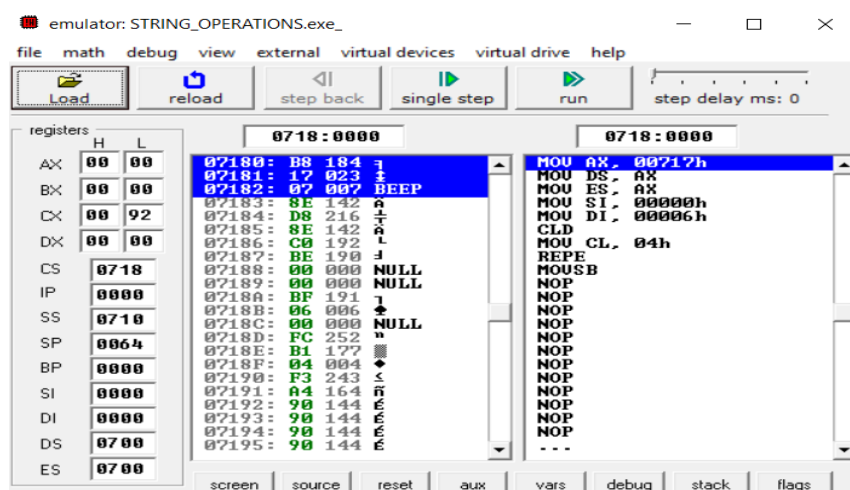 emulator: STRING_OPERATIONS.exe_
file math debug view external virtual devices virtual drive help
Load reload step back single step run step delay ms: 0
registers
H L
AX 00 00
BX 00 00
CX 00 92
DX 00 00
CS 0718
IP 0000
SS 0710
SP 0064
BP 0000
SI 0000
DI 0000
DS 0700
ES 0700
0718:0000
07180: B8 184 ╕
07181: 17 023 ↨
07182: 07 007 BEEP
07183: 8E 142 Ä
07184: D8 216 ╪
07185: 8E 142 Ä
07186: C0 192 └
07187: BE 190 ╛
07188: 00 000 NULL
07189: 00 000 NULL
0718A: BF 191 ┐
0718B: 06 006 ♠
0718C: 00 000 NULL
0718D: FC 252 ⁿ
0718E: B1 177 ▒
0718F: 04 004 ♦
07190: F3 243 ≤
07191: A4 164 ñ
07192: 90 144 É
07193: 90 144 É
07194: 90 144 É
07195: 90 144 É
0718:0000
MOV AX, 00717h
MOV DS, AX
MOV ES, AX
MOV SI, 00000h
MOV DI, 00006h
CLD
MOV CL, 04h
REPE
MOVSB
NOP
NOP
NOP
NOP
NOP
NOP
NOP
NOP
NOP
NOP
NOP
...
screen source reset aux vars debug stack flags